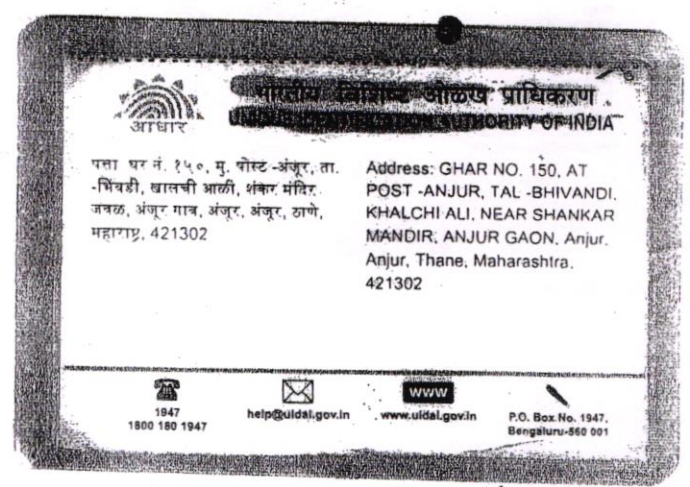 आधार
भारतीय विशिष्ट ओळख प्राधिकरण
AUTHORITY OF INDIA
पत्ता घर नं. १५०, मु. पोस्ट -अंजूर, ता.
-भिवंडी, खालची आळी, शंकर मंदिर
जवळ, अंजूर गाव, अंजूर, अंजूर, ठाणे,
महाराष्ट्र, 421302
Address: GHAR NO. 150, AT
POST -ANJUR, TAL -BHIVANDI,
KHALCHI ALI, NEAR SHANKAR
MANDIR, ANJUR GAON, Anjur,
Anjur, Thane, Maharashtra,
421302
1947
1800 180 1947
help@uidai.gov.in
www
www.uidai.gov.in
P.O. Box No. 1947,
Bengaluru-560 001